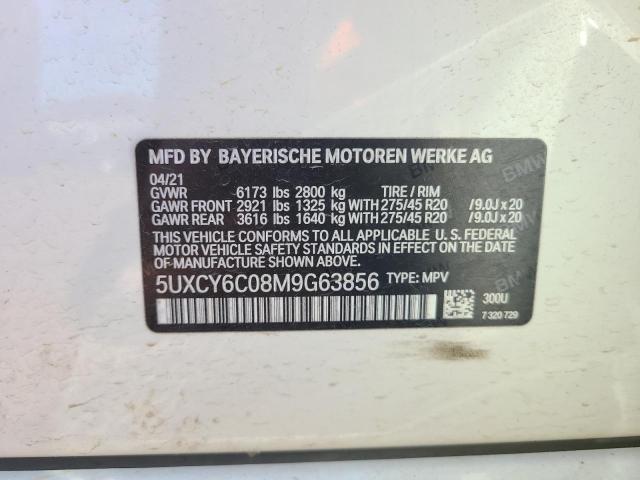 MFD BY BAYERISCHE MOTOREN WERKE AG
04/21
GVWR 6173 lbs 2800 kg TIRE / RIM
GAWR FRONT 2921 lbs 1325 kg WITH 275/45 R20 /9.0J x 20
GAWR REAR 3616 lbs 1640 kg WITH 275/45 R20 /9.0J x 20
THIS VEHICLE CONFORMS TO ALL APPLICABLE U.S. FEDERAL
MOTOR VEHICLE SAFETY STANDARDS IN EFFECT ON THE
DATE OF MANUFACTURE SHOWN ABOVE.
5UXCY6C08M9G63856 TYPE: MPV
300U
7 320 729
BMW
BMW